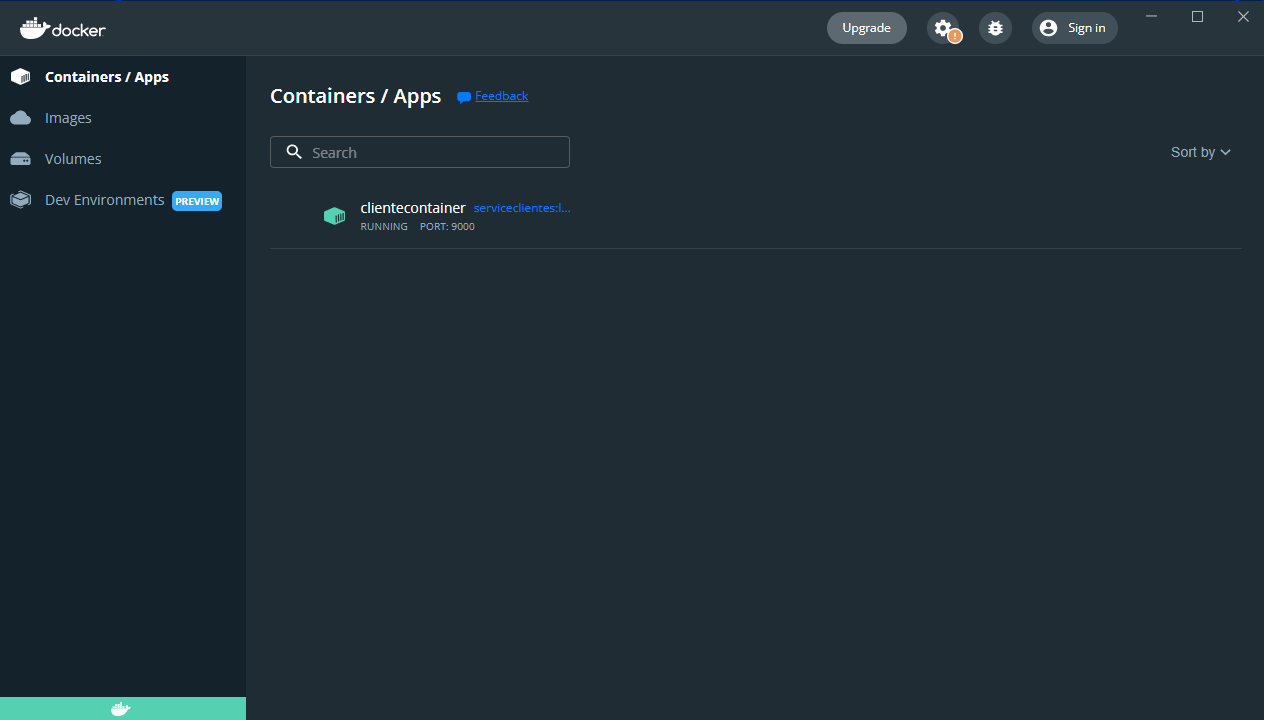 docker
Upgrade
Sign in
Containers / Apps
Images
Volumes
Dev Environments PREVIEW
Containers / Apps Feedback
Search
Sort by
clientecontainer serviceclientes:l...
RUNNING PORT: 9000